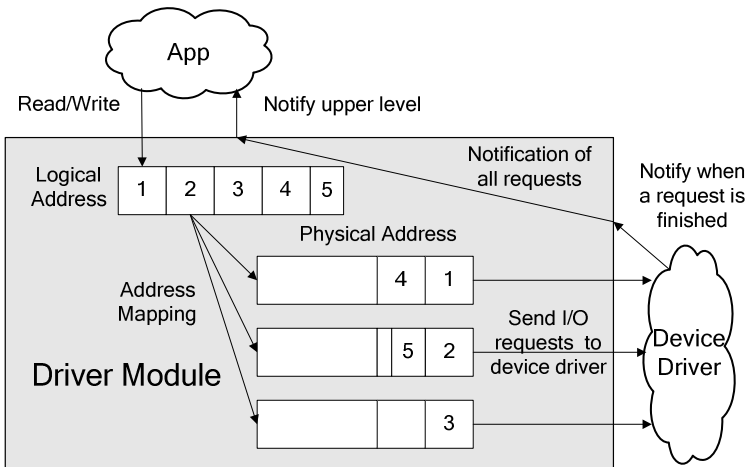 App
Read/Write
Notify upper level
Notification of
all requests
Notify when
a request is
finished
Logical
Address
1 2 3 4 5
Physical Address
4 1
Address
Mapping
Send I/O
requests to
device driver
5 2
Device
Driver
Driver Module
3